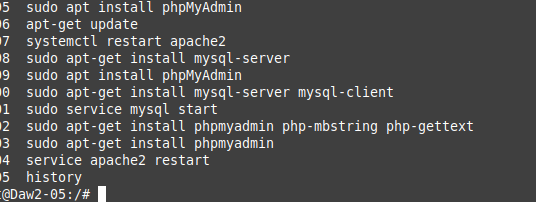 05 sudo apt install phpMyAdmin
06 apt-get update
07 systemctl restart apache2
08 sudo apt-get install mysql-server
09 sudo apt install phpMyAdmin
00 sudo apt-get install mysql-server mysql-client
01 sudo service mysql start
02 sudo apt-get install phpmyadmin php-mbstring php-gettext
03 sudo apt-get install phpmyadmin
04 service apache2 restart
05 history
t@Daw2-05:/#